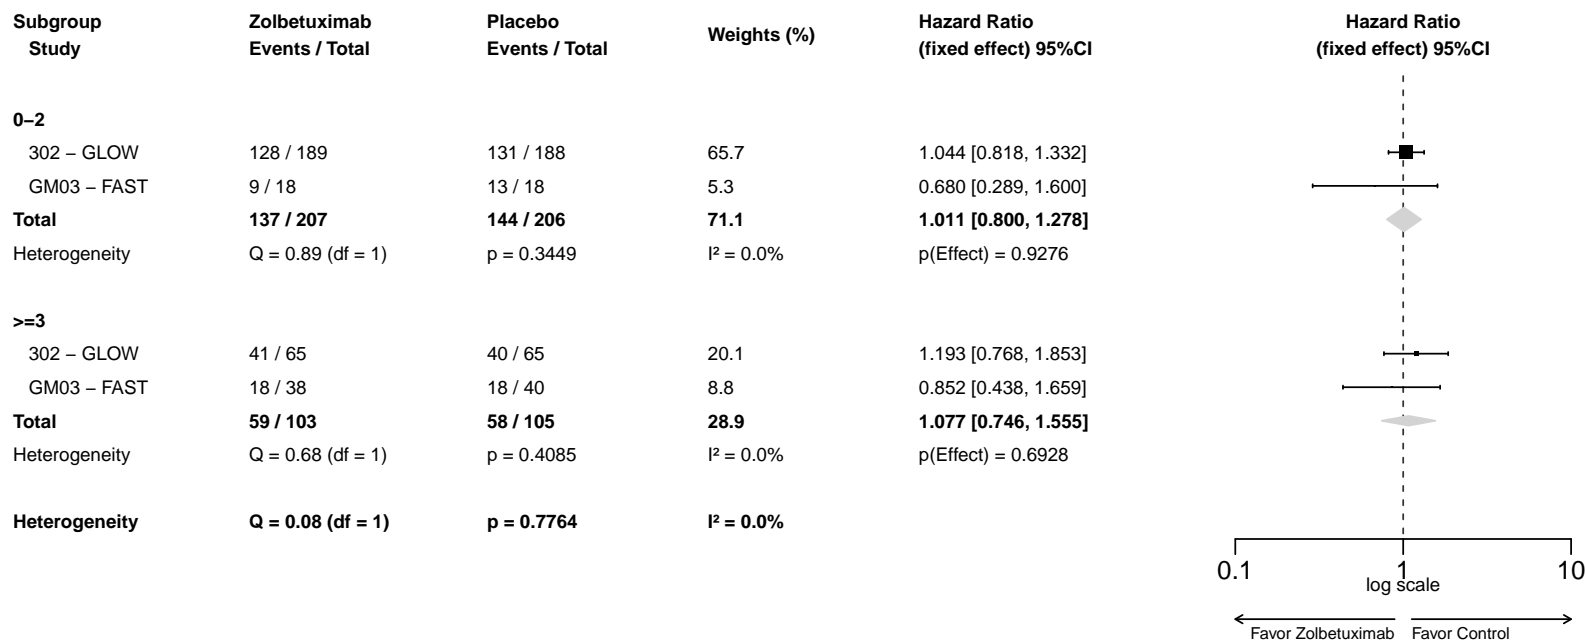 Subgroup Zolbetuximab Placebo Weights (%) Hazard Ratio Hazard Ratio
Study Events / Total Events / Total (fixed effect) 95%CI (fixed effect) 95%CI
0–2
302 – GLOW 128 / 189 131 / 188 65.7 1.044 [0.818, 1.332]
GM03 – FAST 9 / 18 13 / 18 5.3 0.680 [0.289, 1.600]
Total 137 / 207 144 / 206 71.1 1.011 [0.800, 1.278]
Heterogeneity Q = 0.89 (df = 1) p = 0.3449 I² = 0.0% p(Effect) = 0.9276
>=3
302 – GLOW 41 / 65 40 / 65 20.1 1.193 [0.768, 1.853]
GM03 – FAST 18 / 38 18 / 40 8.8 0.852 [0.438, 1.659]
Total 59 / 103 58 / 105 28.9 1.077 [0.746, 1.555]
Heterogeneity Q = 0.68 (df = 1) p = 0.4085 I² = 0.0% p(Effect) = 0.6928
Heterogeneity Q = 0.08 (df = 1) p = 0.7764 I² = 0.0%
0.1 1 10
log scale
Favor Zolbetuximab Favor Control